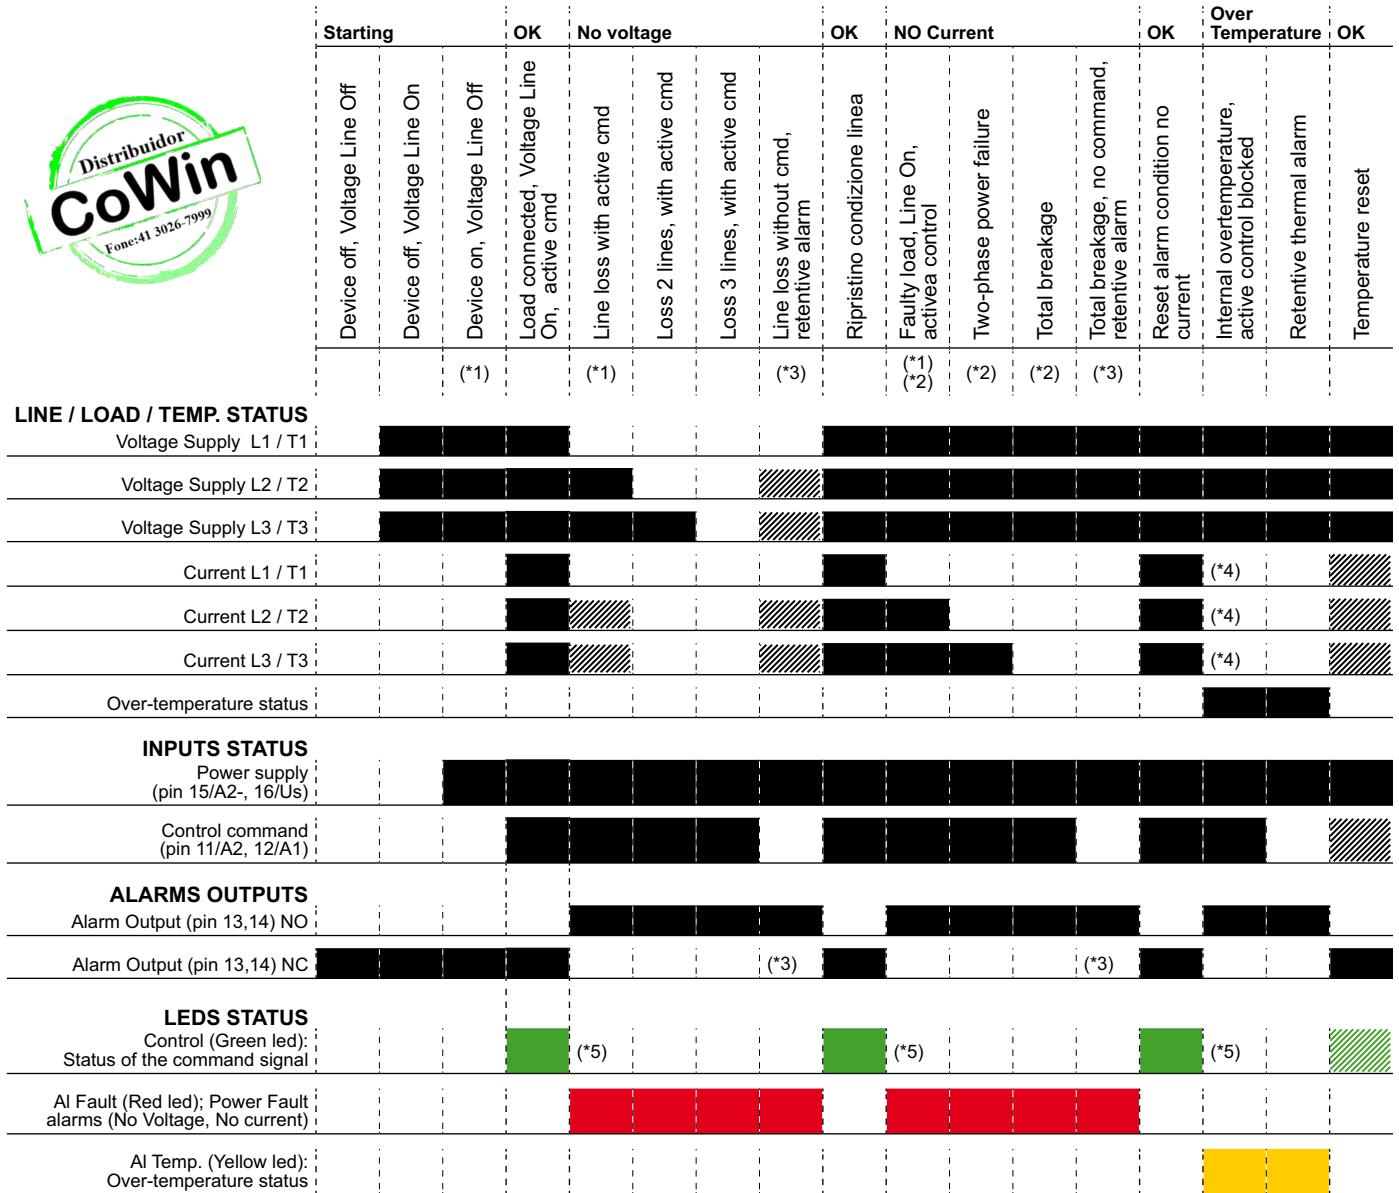 Starting OK No voltage OK NO Current OK Over Temperature OK
Distribuidor
CoWin
Fone:41 3026-7999
Device off, Voltage Line Off
Device off, Voltage Line On
Device on, Voltage Line Off
Load connected, Voltage Line
On, active cmd
Line loss with active cmd
Loss 2 lines, with active cmd
Loss 3 lines, with active cmd
Line loss without cmd,
retentive alarm
Ripristino condizione linea
Faulty load, Line On,
activea control
Two-phase power failure
Total breakage
Total breakage, no command,
retentive alarm
Reset alarm condition no
current
Internal overtemperature,
active control blocked
Retentive thermal alarm
Temperature reset
(*1) (*1) (*3) (*1) (*2) (*2) (*2) (*3)
LINE / LOAD / TEMP. STATUS
Voltage Supply L1 / T1
Voltage Supply L2 / T2
Voltage Supply L3 / T3
Current L1 / T1 (*4)
Current L2 / T2 (*4)
Current L3 / T3 (*4)
Over-temperature status
INPUTS STATUS
Power supply
(pin 15/A2-, 16/Us)
Control command
(pin 11/A2, 12/A1)
ALARMS OUTPUTS
Alarm Output (pin 13,14) NO
Alarm Output (pin 13,14) NC (*3) (*3)
LEDS STATUS
Control (Green led):
Status of the command signal (*5) (*5) (*5)
Al Fault (Red led); Power Fault
alarms (No Voltage, No current)
Al Temp. (Yellow led):
Over-temperature status